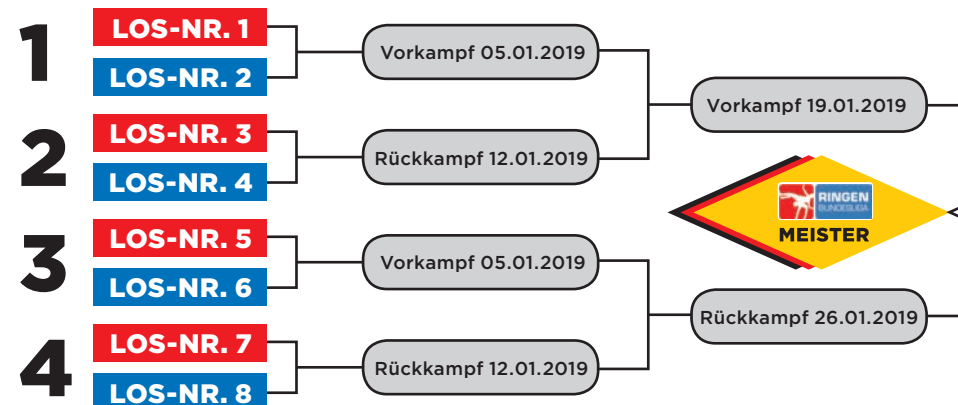 1
LOS-NR. 1
LOS-NR. 2
Vorkampf 05.01.2019
2
LOS-NR. 3
LOS-NR. 4
Rückkampf 12.01.2019
Vorkampf 19.01.2019
RINGEN
BUNDESLIGA
MEISTER
3
LOS-NR. 5
LOS-NR. 6
Vorkampf 05.01.2019
4
LOS-NR. 7
LOS-NR. 8
Rückkampf 12.01.2019
Rückkampf 26.01.2019